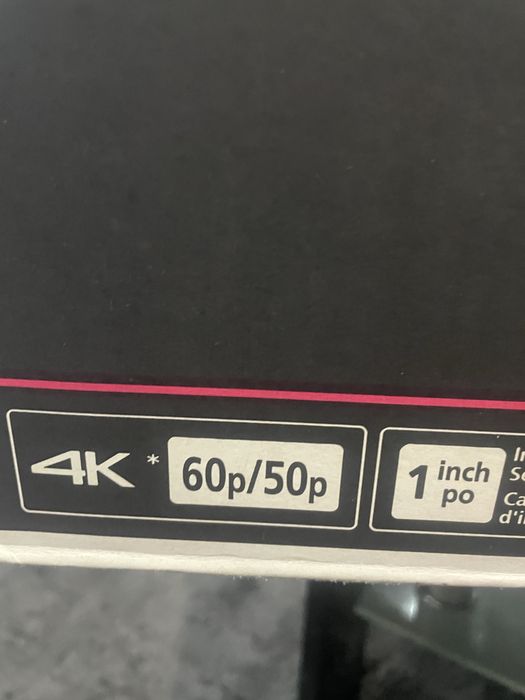 4K * 60p/50p
1 inch
po